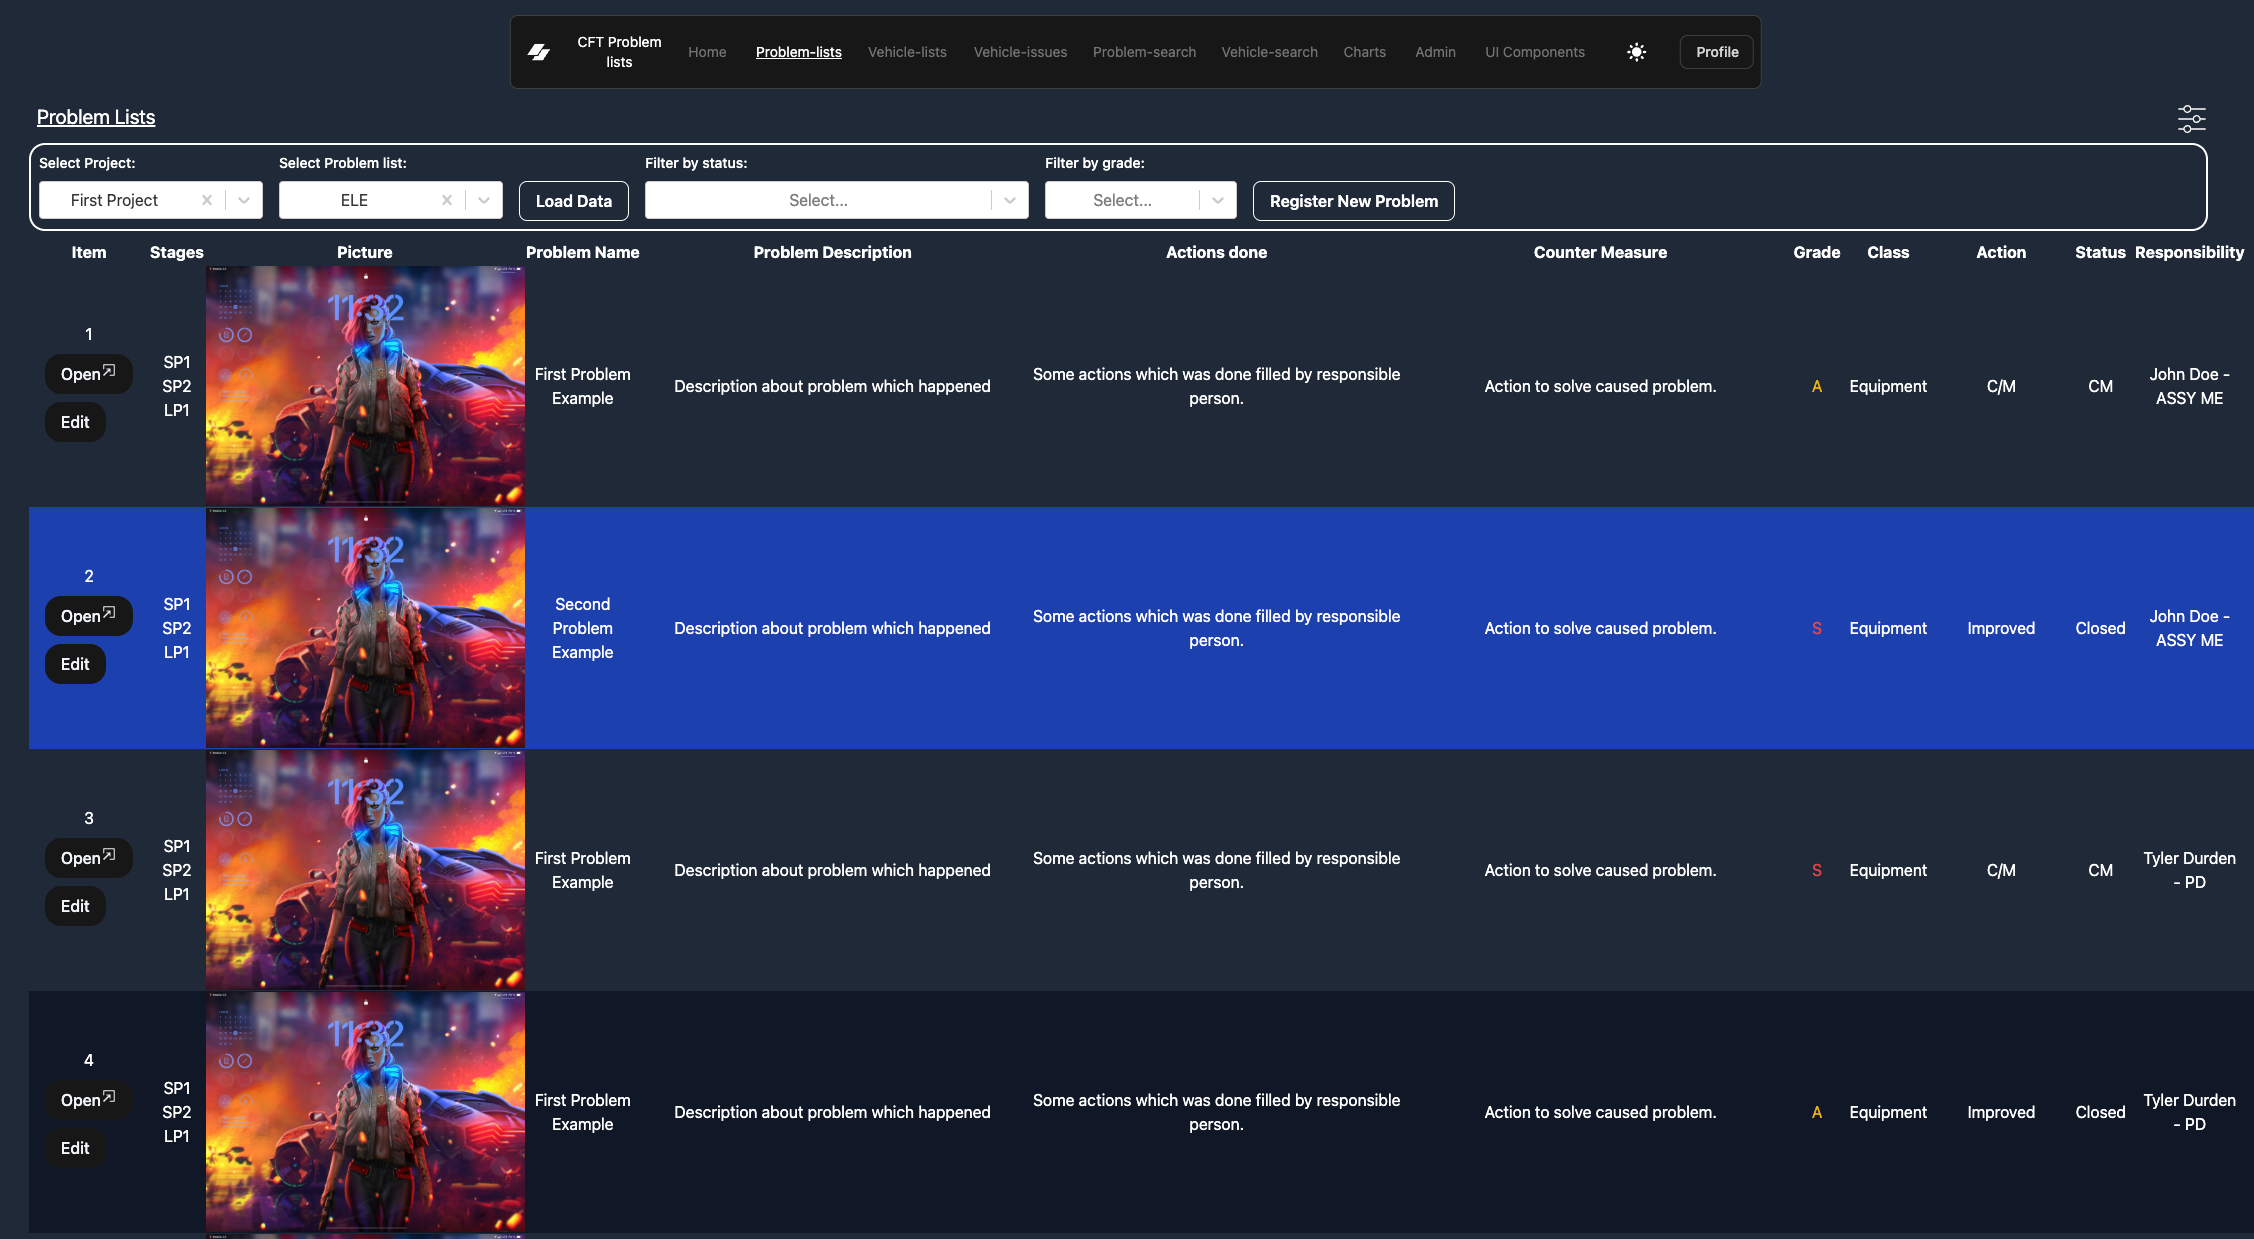 CFT Problem
lists
Home
Problem-lists
Vehicle-lists
Vehicle-issues
Problem-search
Vehicle-search
Charts
Admin
UI Components
Profile
Problem Lists
Select Project:
Select Problem list:
Filter by status:
Filter by grade:
First Project
ELE
Load Data
Select...
Select...
Register New Problem
Item
Stages
Picture
Problem Name
Problem Description
Actions done
Counter Measure
Grade
Class
Action
Status
Responsibility
1
Open
Edit
SP1
SP2
LP1
11:32
First Problem
Example
Description about problem which happened
Some actions which was done filled by responsible
person.
Action to solve caused problem.
A
Equipment
C/M
CM
John Doe -
ASSY ME
2
Open
Edit
SP1
SP2
LP1
11:32
Second
Problem
Example
Description about problem which happened
Some actions which was done filled by responsible
person.
Action to solve caused problem.
S
Equipment
Improved
Closed
John Doe -
ASSY ME
3
Open
Edit
SP1
SP2
LP1
11:32
First Problem
Example
Description about problem which happened
Some actions which was done filled by responsible
person.
Action to solve caused problem.
S
Equipment
C/M
CM
Tyler Durden
- PD
4
Open
Edit
SP1
SP2
LP1
11:32
First Problem
Example
Description about problem which happened
Some actions which was done filled by responsible
person.
Action to solve caused problem.
A
Equipment
Improved
Closed
Tyler Durden
- PD